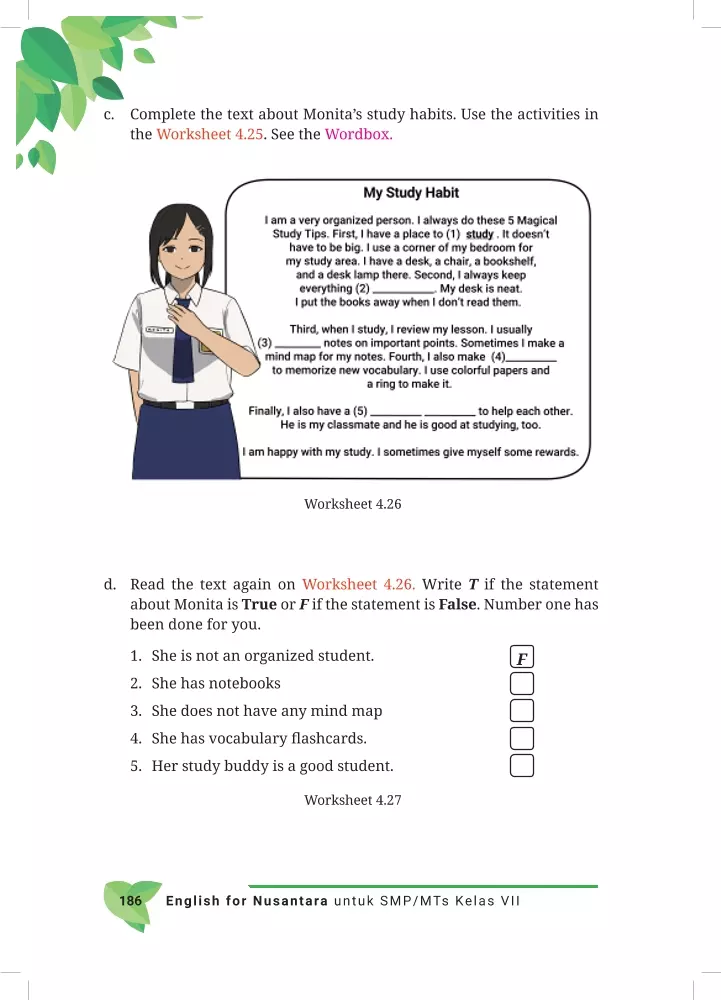 c. Complete the text about Monita’s study habits. Use the activities in
the Worksheet 4.25. See the Wordbox.
My Study Habit
I am a very organized person. I always do these 5 Magical
Study Tips. First, I have a place to (1) study . It doesn’t
have to be big. I use a corner of my bedroom for
my study area. I have a desk, a chair, a bookshelf,
and a desk lamp there. Second, I always keep
everything (2) ____________. My desk is neat.
I put the books away when I don’t read them.
Third, when I study, I review my lesson. I usually
(3) _________ notes on important points. Sometimes I make a
mind map for my notes. Fourth, I also make (4)__________
to memorize new vocabulary. I use colorful papers and
a ring to make it.
Finally, I also have a (5) __________ __________ to help each other.
He is my classmate and he is good at studying, too.
I am happy with my study. I sometimes give myself some rewards.
MONITA
Worksheet 4.26
d. Read the text again on Worksheet 4.26. Write T if the statement
about Monita is True or F if the statement is False. Number one has
been done for you.
1. She is not an organized student. F
2. She has notebooks
3. She does not have any mind map
4. She has vocabulary flashcards.
5. Her study buddy is a good student.
Worksheet 4.27
186 English for Nusantara untuk SMP/MTs Kelas VII